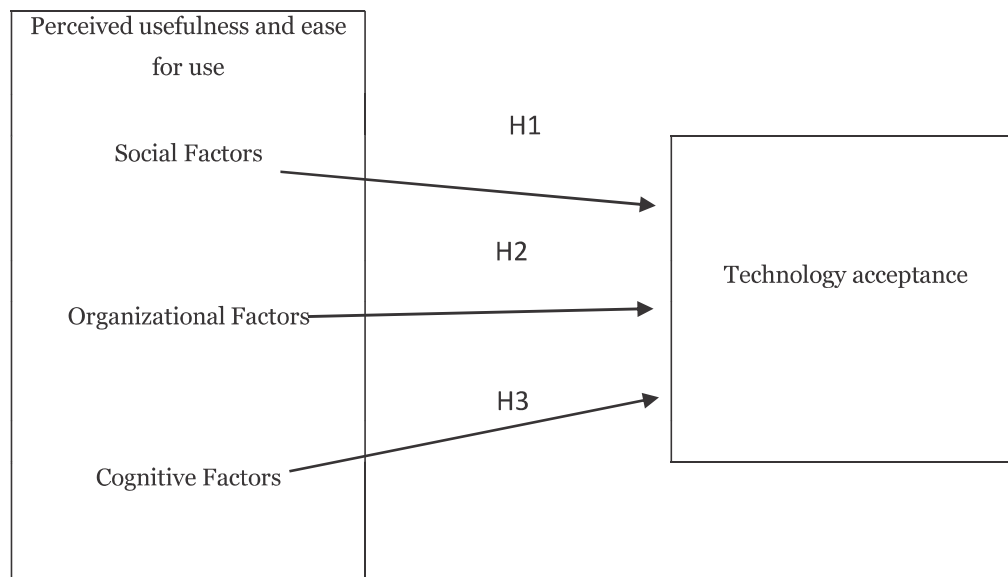 Perceived usefulness and ease
for use
H1
Social Factors
H2
Technology acceptance
Organizational Factors
H3
Cognitive Factors